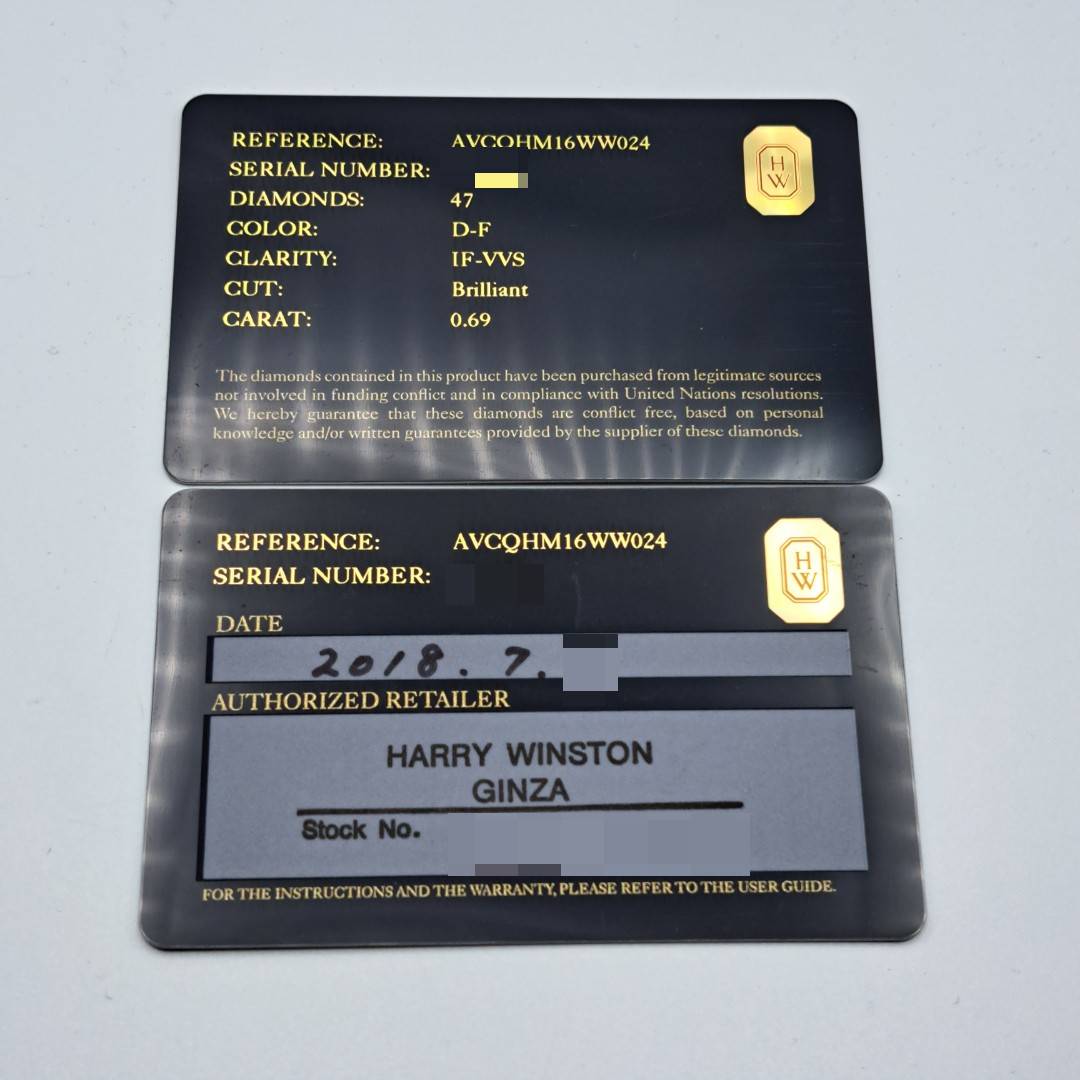 REFERENCE: AVCQHM16WW024
SERIAL NUMBER:
DIAMONDS: 47
COLOR: D-F
CLARITY: IF-VVS
CUT: Brilliant
CARAT: 0.69
H
W
The diamonds contained in this product have been purchased from legitimate sources
not involved in funding conflict and in compliance with United Nations resolutions.
We hereby guarantee that these diamonds are conflict free, based on personal
knowledge and/or written guarantees provided by the supplier of these diamonds.
REFERENCE: AVCQHM16WW024
SERIAL NUMBER:
H
W
DATE
2018. 7.
AUTHORIZED RETAILER
HARRY WINSTON
GINZA
Stock No.
FOR THE INSTRUCTIONS AND THE WARRANTY, PLEASE REFER TO THE USER GUIDE.